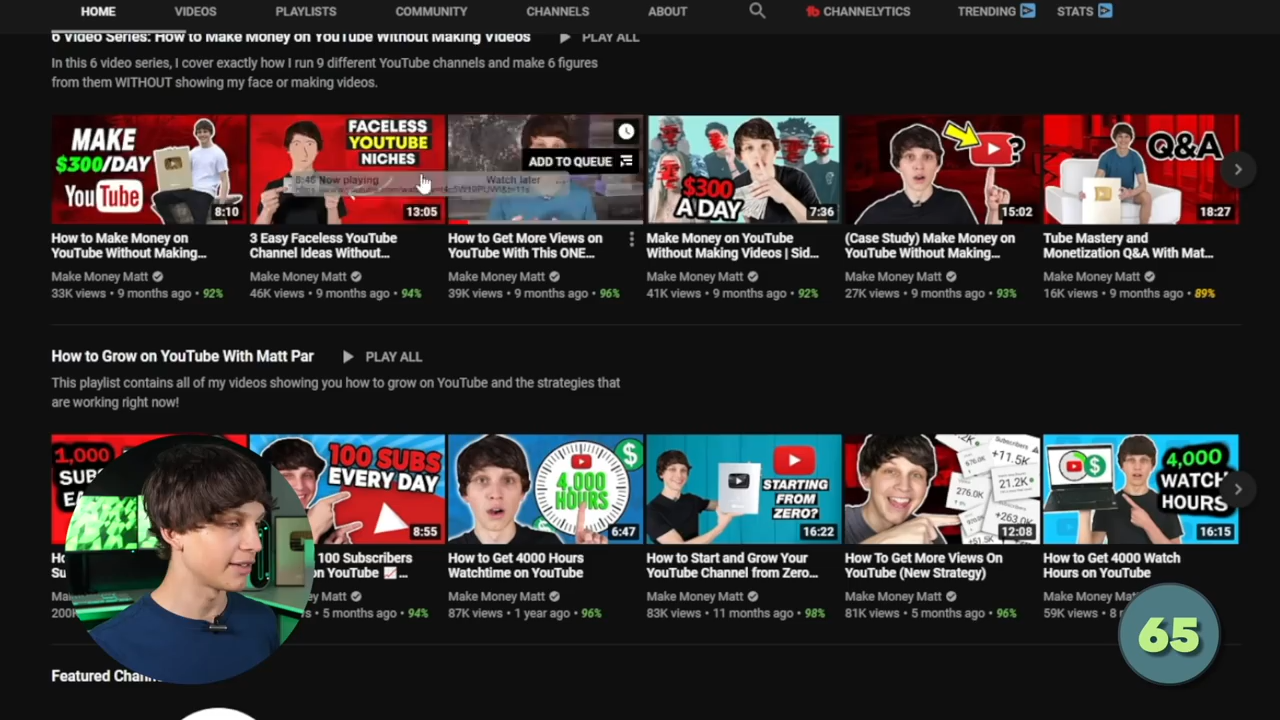 HOME VIDEOS PLAYLISTS COMMUNITY CHANNELS ABOUT CHANNELYTICS TRENDING STATS
6 Video Series: How to Make Money on YouTube Without Making Videos PLAY ALL
In this 6 video series, I cover exactly how I run 9 different YouTube channels and make 6 figures
from them WITHOUT showing my face or making videos.
MAKE
$300/DAY
YouTube
8:10
FACELESS
YOUTUBE
NICHES
8:46 Now playing
13:05
ADD TO QUEUE
Watch later
$300
A DAY
7:36
?
15:02
Q&A
18:27
How to Make Money on
YouTube Without Making...
Make Money Matt
33K views • 9 months ago • 92%
3 Easy Faceless YouTube
Channel Ideas Without...
Make Money Matt
46K views • 9 months ago • 94%
How to Get More Views on
YouTube With This ONE...
Make Money Matt
39K views • 9 months ago • 96%
Make Money on YouTube
Without Making Videos | Sid...
Make Money Matt
41K views • 9 months ago • 92%
(Case Study) Make Money on
YouTube Without Making...
Make Money Matt
27K views • 9 months ago • 93%
Tube Mastery and
Monetization Q&A With Mat...
Make Money Matt
16K views • 9 months ago • 89%
How to Grow on YouTube With Matt Par PLAY ALL
This playlist contains all of my videos showing you how to grow on YouTube and the strategies that
are working right now!
1,000
100 SUBS
EVERY DAY
8:55
4,000
HOURS
6:47
STARTING
FROM
ZERO?
16:22
+11.5K
21.2K
276.0K
+263.0
12:08
4,000
WATCH
HOURS
16:15
100 Subscribers
on YouTube
5 months ago • 94%
How to Get 4000 Hours
Watchtime on YouTube
Make Money Matt
87K views • 1 year ago • 96%
How to Start and Grow Your
YouTube Channel from Zero...
Make Money Matt
83K views • 11 months ago • 98%
How To Get More Views On
YouTube (New Strategy)
Make Money Matt
81K views • 5 months ago • 96%
How to Get 4000 Watch
Hours on YouTube
Make Money Matt
59K views
65
Featured